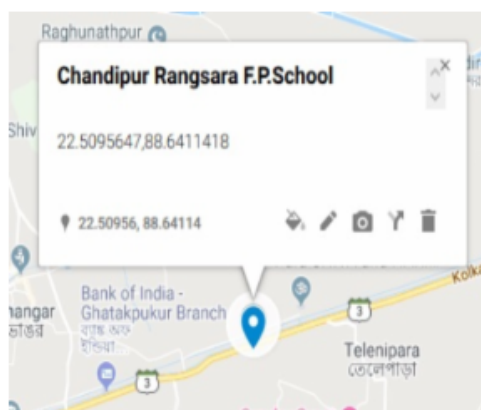 Raghunathpur
Chandipur Rangsara F.P.School
Shiv
22.5095647,88.6411418
22.50956, 88.64114
Kolka
Bank of India -
Ghatakpukur Branch
ব্যাঙ্ক অফ
ইন্ডিয়া...
angar
ভাঙর
3
Telenipara
তেলেনিপাড়া
3